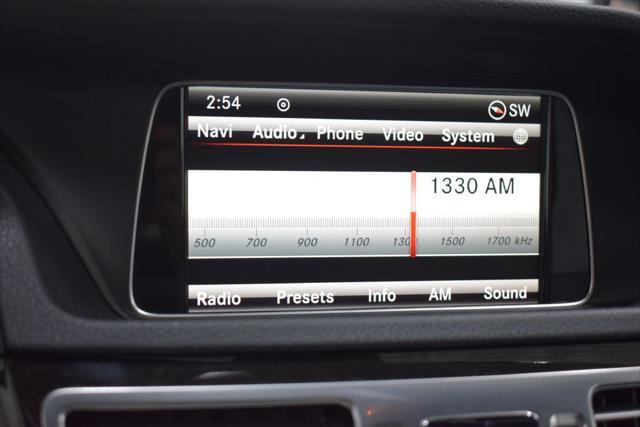 2:54 SW
Navi Audio Phone Video System
1330 AM
500 700 900 1100 130 1500 1700 kHz
Radio Presets Info AM Sound